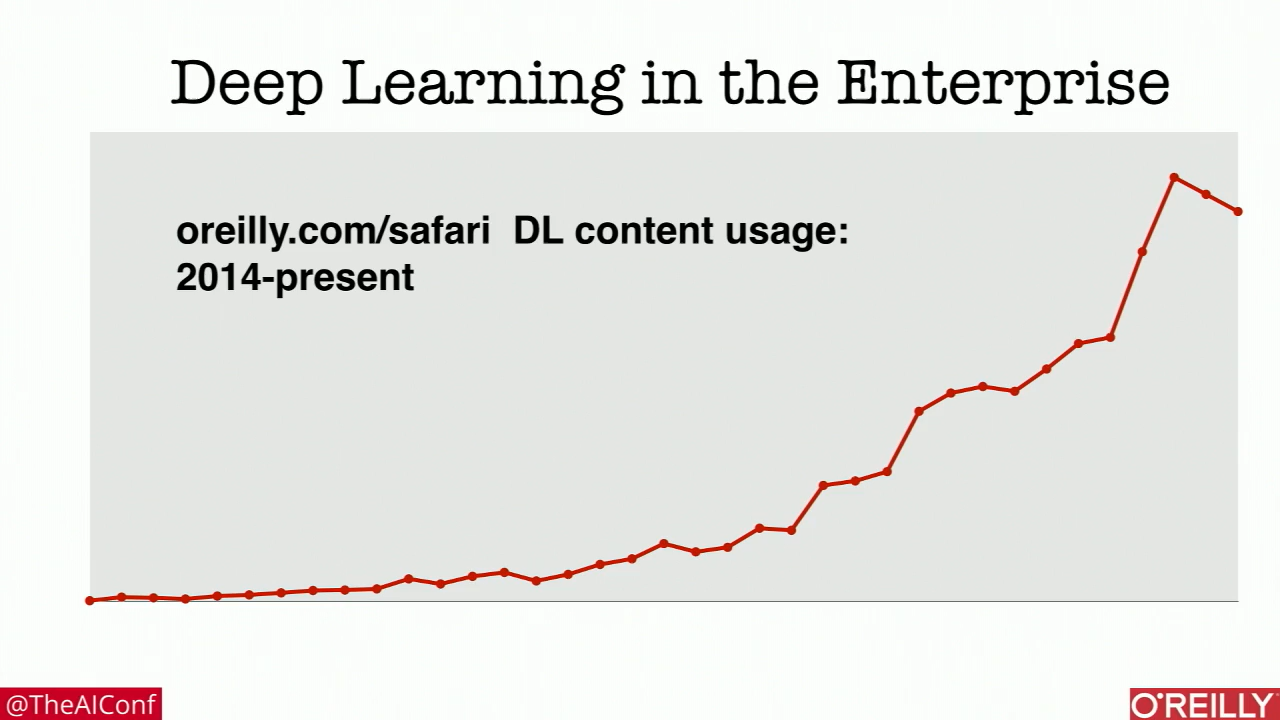 Deep Learning in the Enterprise
oreilly.com/safari DL content usage:
2014-present
@TheAIConf
O'REILLY